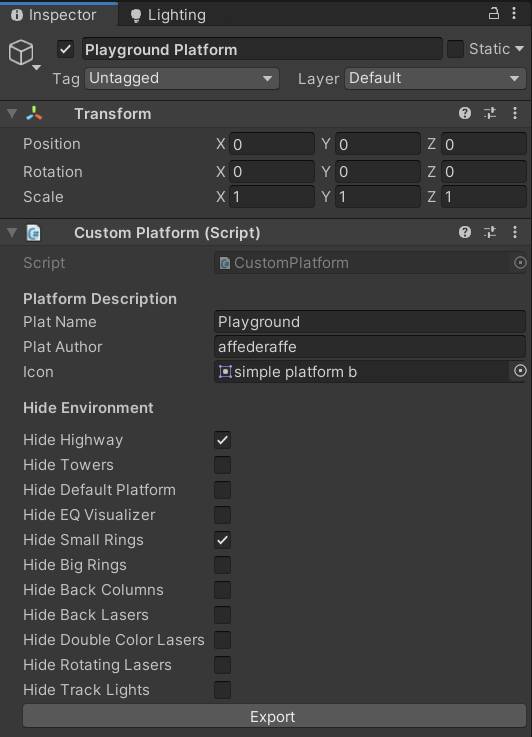 Inspector Lighting
Playground Platform Static
Tag Untagged Layer Default
Transform
Position X 0 Y 0 Z 0
Rotation X 0 Y 0 Z 0
Scale X 1 Y 1 Z 1
Custom Platform (Script)
Script CustomPlatform
Platform Description
Plat Name Playground
Plat Author affederaffe
Icon simple platform b
Hide Environment
Hide Highway
Hide Towers
Hide Default Platform
Hide EQ Visualizer
Hide Small Rings
Hide Big Rings
Hide Back Columns
Hide Back Lasers
Hide Double Color Lasers
Hide Rotating Lasers
Hide Track Lights
Export